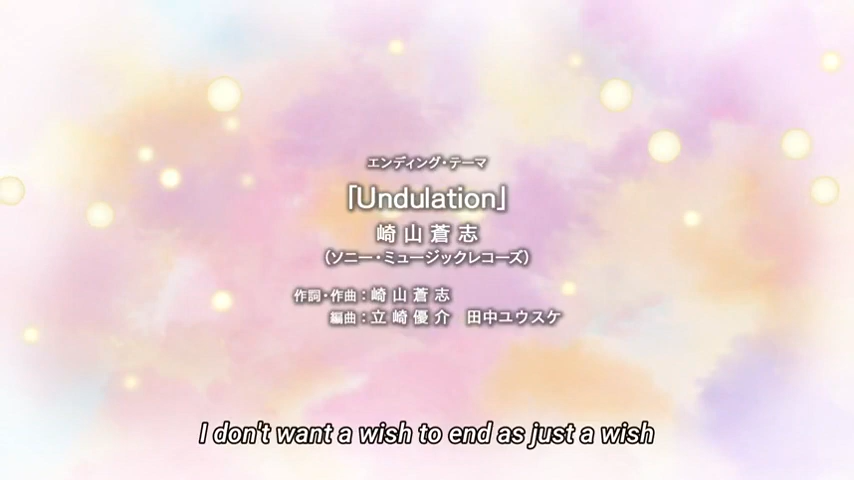 エンディング・テーマ
「Undulation」
崎山蒼志
（ソニー・ミュージックレコーズ）
作詞・作曲：崎山蒼志
編曲：立崎優介　田中ユウスケ
I don't want a wish to end as just a wish